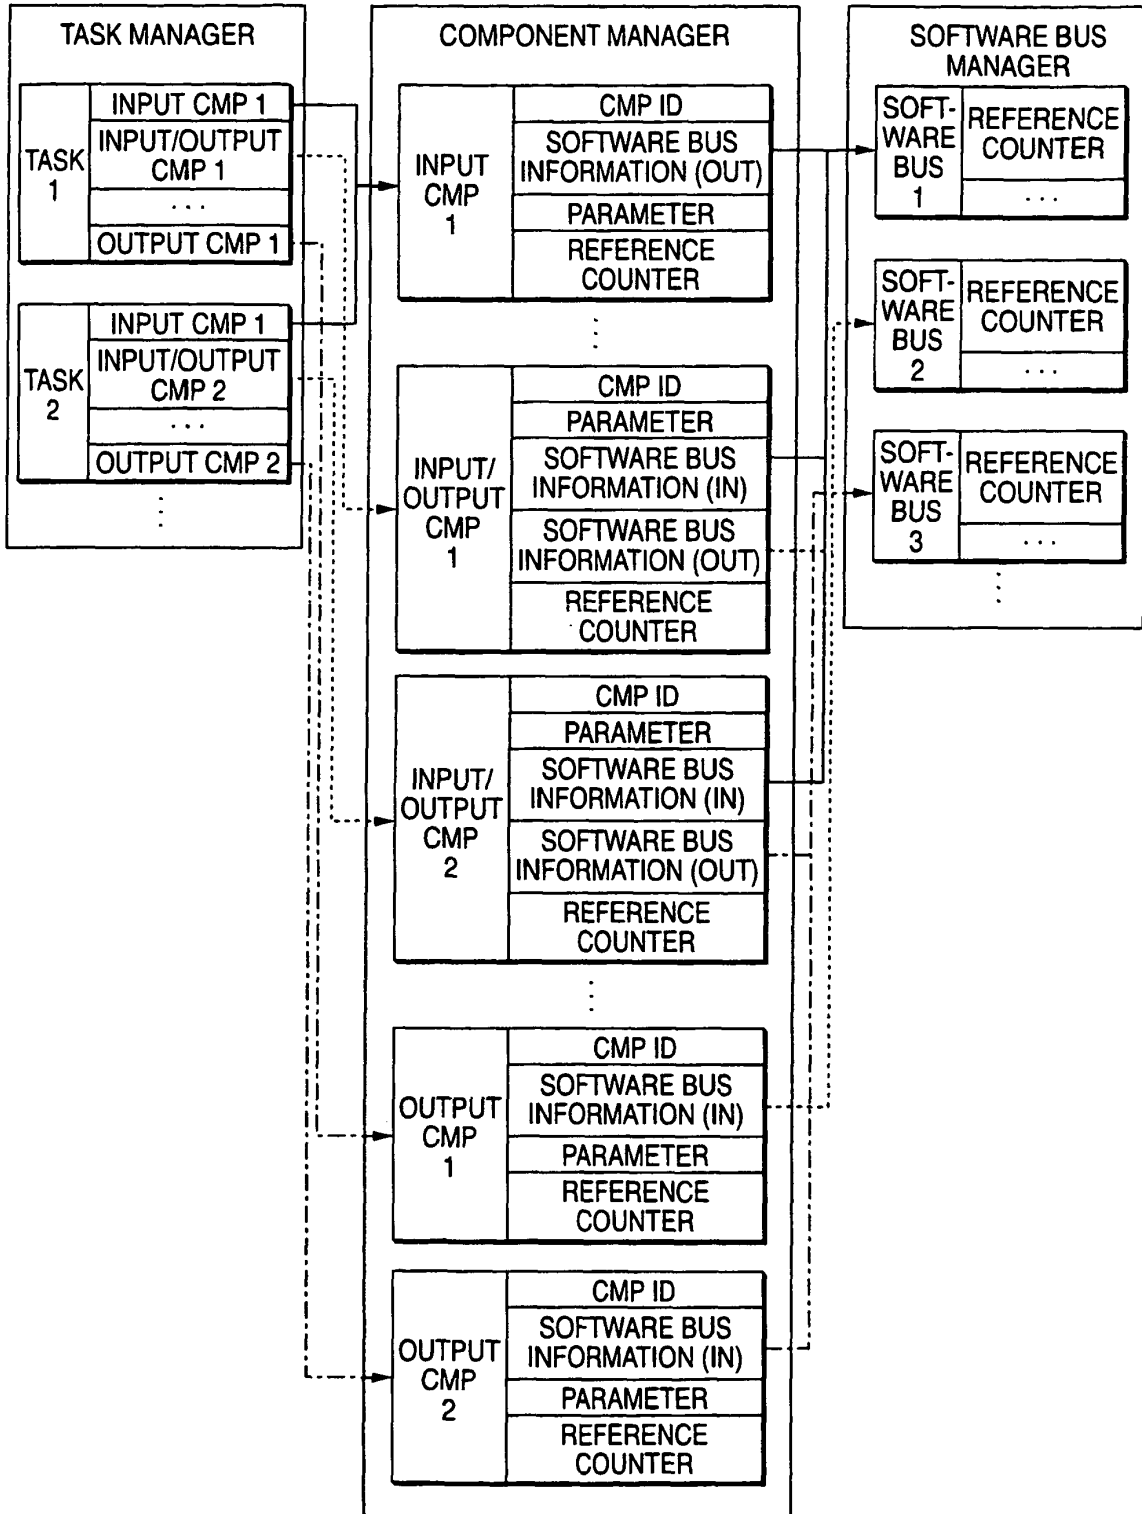 TASK MANAGER
TASK
1
INPUT CMP 1
INPUT/OUTPUT
CMP 1
...
OUTPUT CMP 1
TASK
2
INPUT CMP 1
INPUT/OUTPUT
CMP 2
...
OUTPUT CMP 2
...
COMPONENT MANAGER
INPUT
CMP
1
CMP ID
SOFTWARE BUS
INFORMATION (OUT)
PARAMETER
REFERENCE
COUNTER
...
INPUT/
OUTPUT
CMP
1
CMP ID
PARAMETER
SOFTWARE BUS
INFORMATION (IN)
SOFTWARE BUS
INFORMATION (OUT)
REFERENCE
COUNTER
INPUT/
OUTPUT
CMP
2
CMP ID
PARAMETER
SOFTWARE BUS
INFORMATION (IN)
SOFTWARE BUS
INFORMATION (OUT)
REFERENCE
COUNTER
...
OUTPUT
CMP
1
CMP ID
SOFTWARE BUS
INFORMATION (IN)
PARAMETER
REFERENCE
COUNTER
OUTPUT
CMP
2
CMP ID
SOFTWARE BUS
INFORMATION (IN)
PARAMETER
REFERENCE
COUNTER
SOFTWARE BUS
MANAGER
SOFT-
WARE
BUS
1
REFERENCE
COUNTER
...
SOFT-
WARE
BUS
2
REFERENCE
COUNTER
...
SOFT-
WARE
BUS
3
REFERENCE
COUNTER
...
...